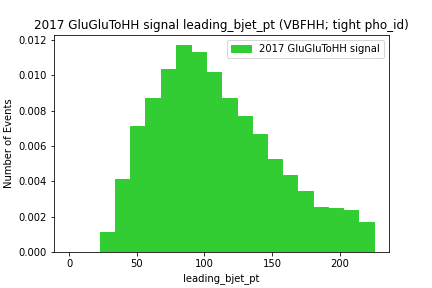 2017 GluGluToHH signal leading_bjet_pt (VBFHH; tight pho_id)
2017 GluGluToHH signal
Number of Events
0.012
0.010
0.008
0.006
0.004
0.002
0.000
0 50 100 150 200
leading_bjet_pt